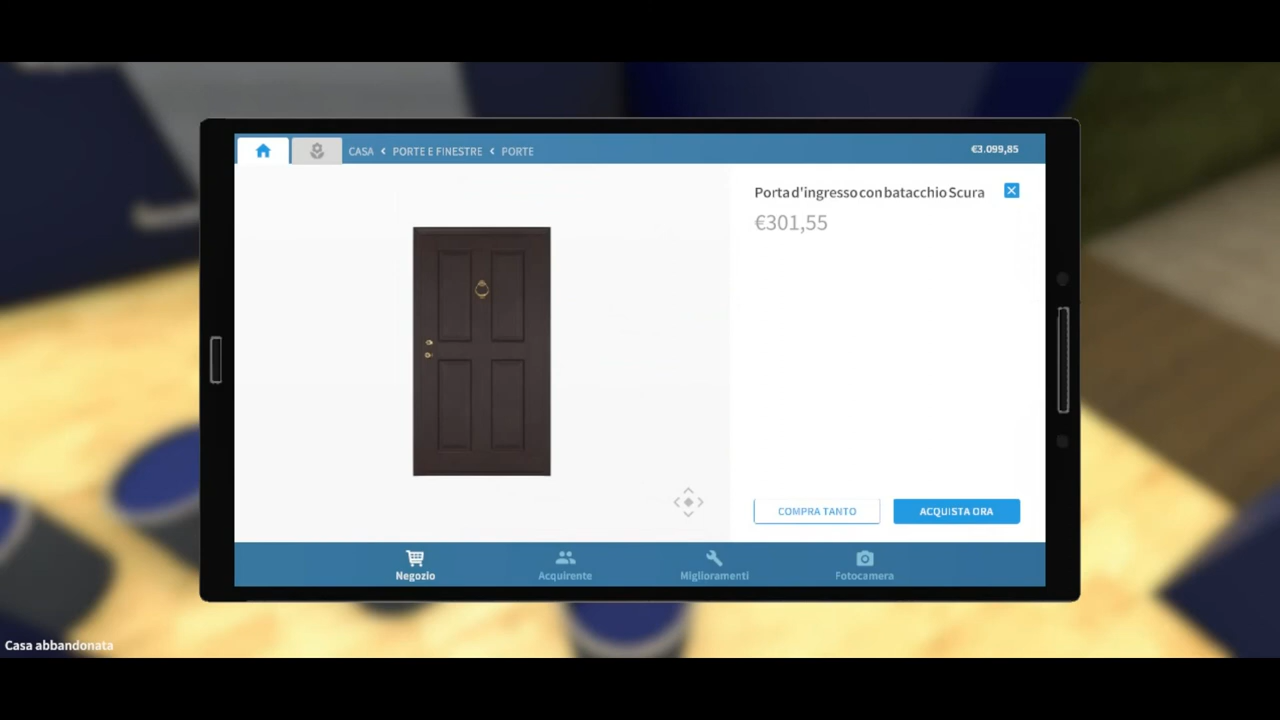 CASA < PORTE E FINESTRE < PORTE
€3.099,85
Porta d'ingresso con batacchio Scura
€301,55
COMPRA TANTO
ACQUISTA ORA
Negozio
Acquirente
Miglioramenti
Fotocamera
Casa abbandonata